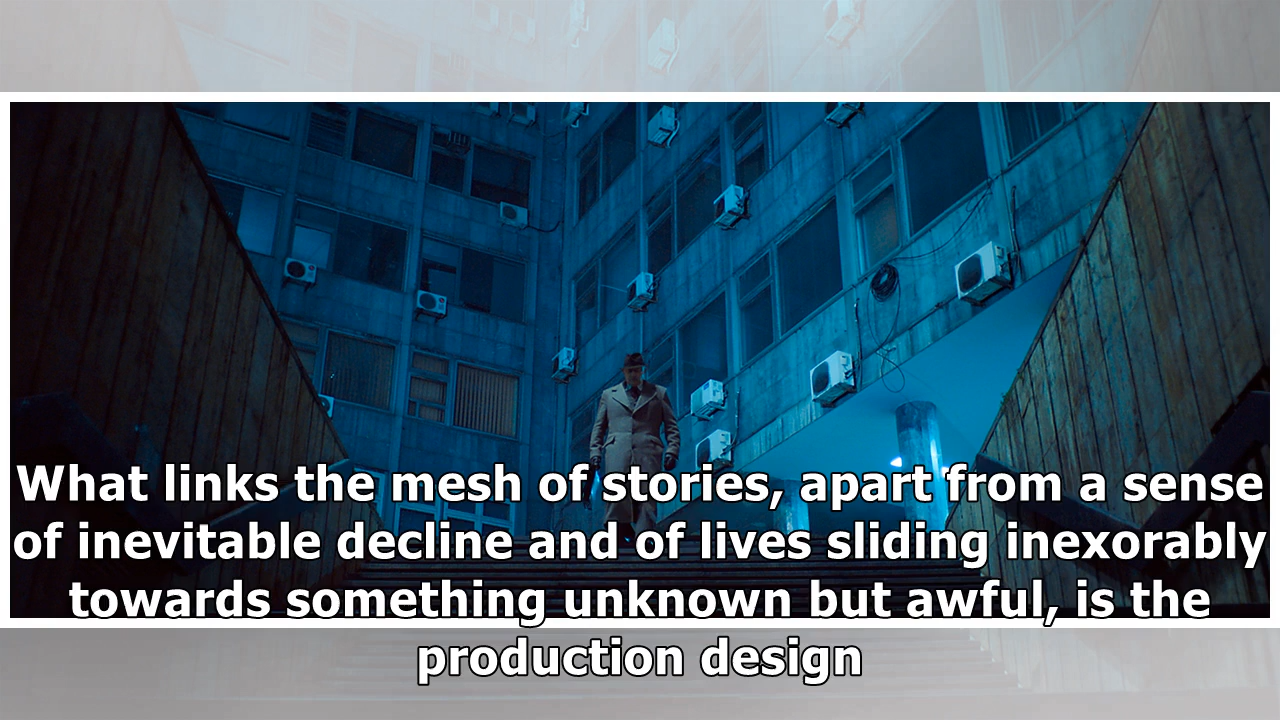 What links the mesh of stories, apart from a sense
of inevitable decline and of lives sliding inexorably
towards something unknown but awful, is the
production design